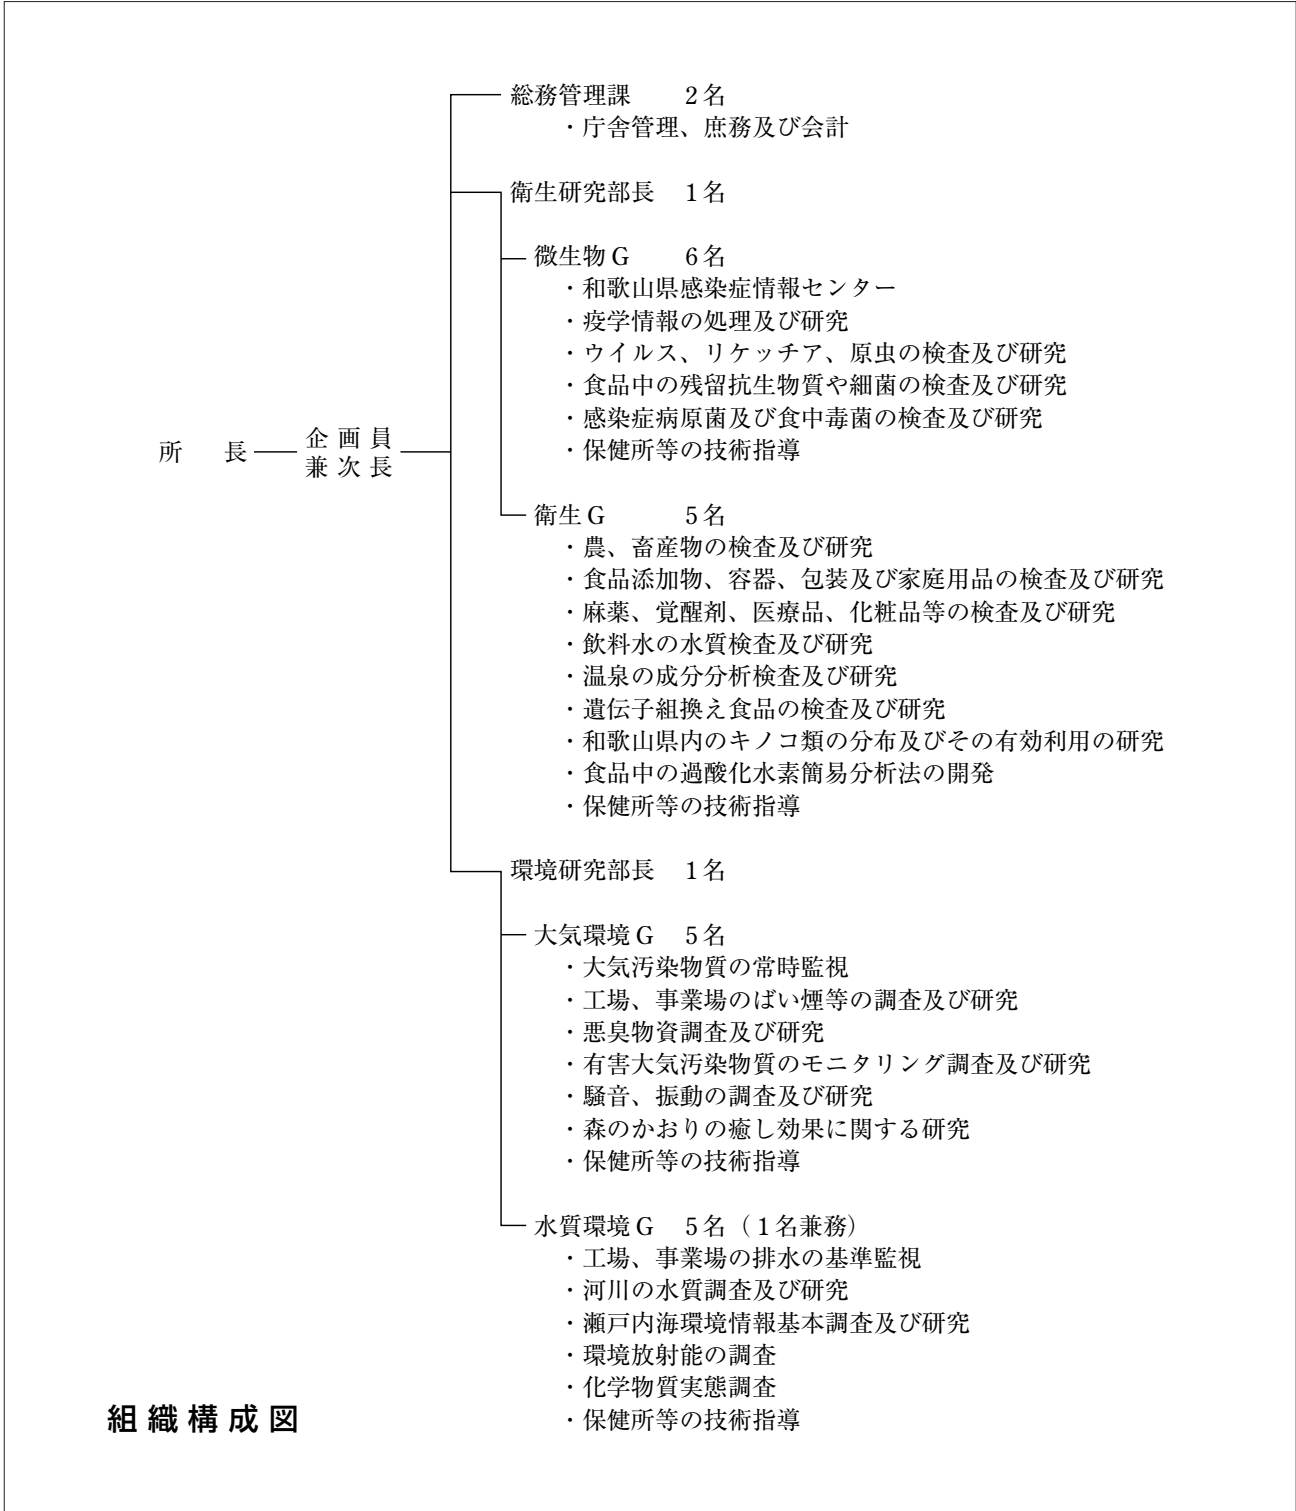 総務管理課　2名
・庁舎管理、庶務及び会計
衛生研究部長　1名
微生物G　6名
・和歌山県感染症情報センター
・疫学情報の処理及び研究
・ウイルス、リケッチア、原虫の検査及び研究
・食品中の残留抗生物質や細菌の検査及び研究
・感染症病原菌及び食中毒菌の検査及び研究
・保健所等の技術指導
所　長
企画員
兼次長
衛生G　5名
・農、畜産物の検査及び研究
・食品添加物、容器、包装及び家庭用品の検査及び研究
・麻薬、覚醒剤、医療品、化粧品等の検査及び研究
・飲料水の水質検査及び研究
・温泉の成分分析検査及び研究
・遺伝子組換え食品の検査及び研究
・和歌山県内のキノコ類の分布及びその有効利用の研究
・食品中の過酸化水素簡易分析法の開発
・保健所等の技術指導
環境研究部長　1名
大気環境G　5名
・大気汚染物質の常時監視
・工場、事業場のばい煙等の調査及び研究
・悪臭物資調査及び研究
・有害大気汚染物質のモニタリング調査及び研究
・騒音、振動の調査及び研究
・森のかおりの癒し効果に関する研究
・保健所等の技術指導
水質環境G　5名（1名兼務）
・工場、事業場の排水の基準監視
・河川の水質調査及び研究
・瀬戸内海環境情報基本調査及び研究
・環境放射能の調査
・化学物質実態調査
・保健所等の技術指導
組織構成図